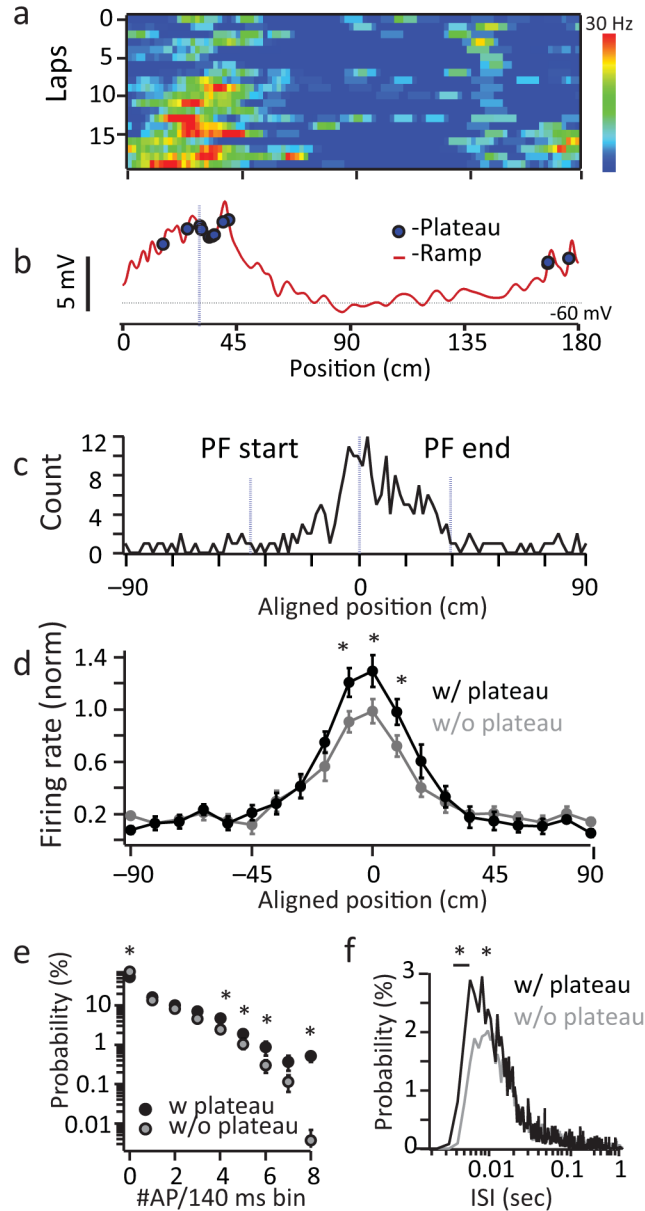 a
0
5
10
15
Laps
30 Hz
0 Hz
b
5 mV
-Plateau
-Ramp
-60 mV
0
45
90
135
180
Position (cm)
c
12
8
4
0
Count
PF start
PF end
−90
0
90
Aligned position (cm)
d
1.4
1.0
0.6
0.2
Firing rate (norm)
* * *
w/ plateau
w/o plateau
−90
−45
0
45
90
Aligned position (cm)
e
* * * * *
10
1
0.1
0.01
Probability (%)
w plateau
w/o plateau
0
2
4
6
8
#AP/140 ms bin
f
* *
3
2
1
0
Probability (%)
w/ plateau
w/o plateau
0.01
0.1
1
ISI (sec)